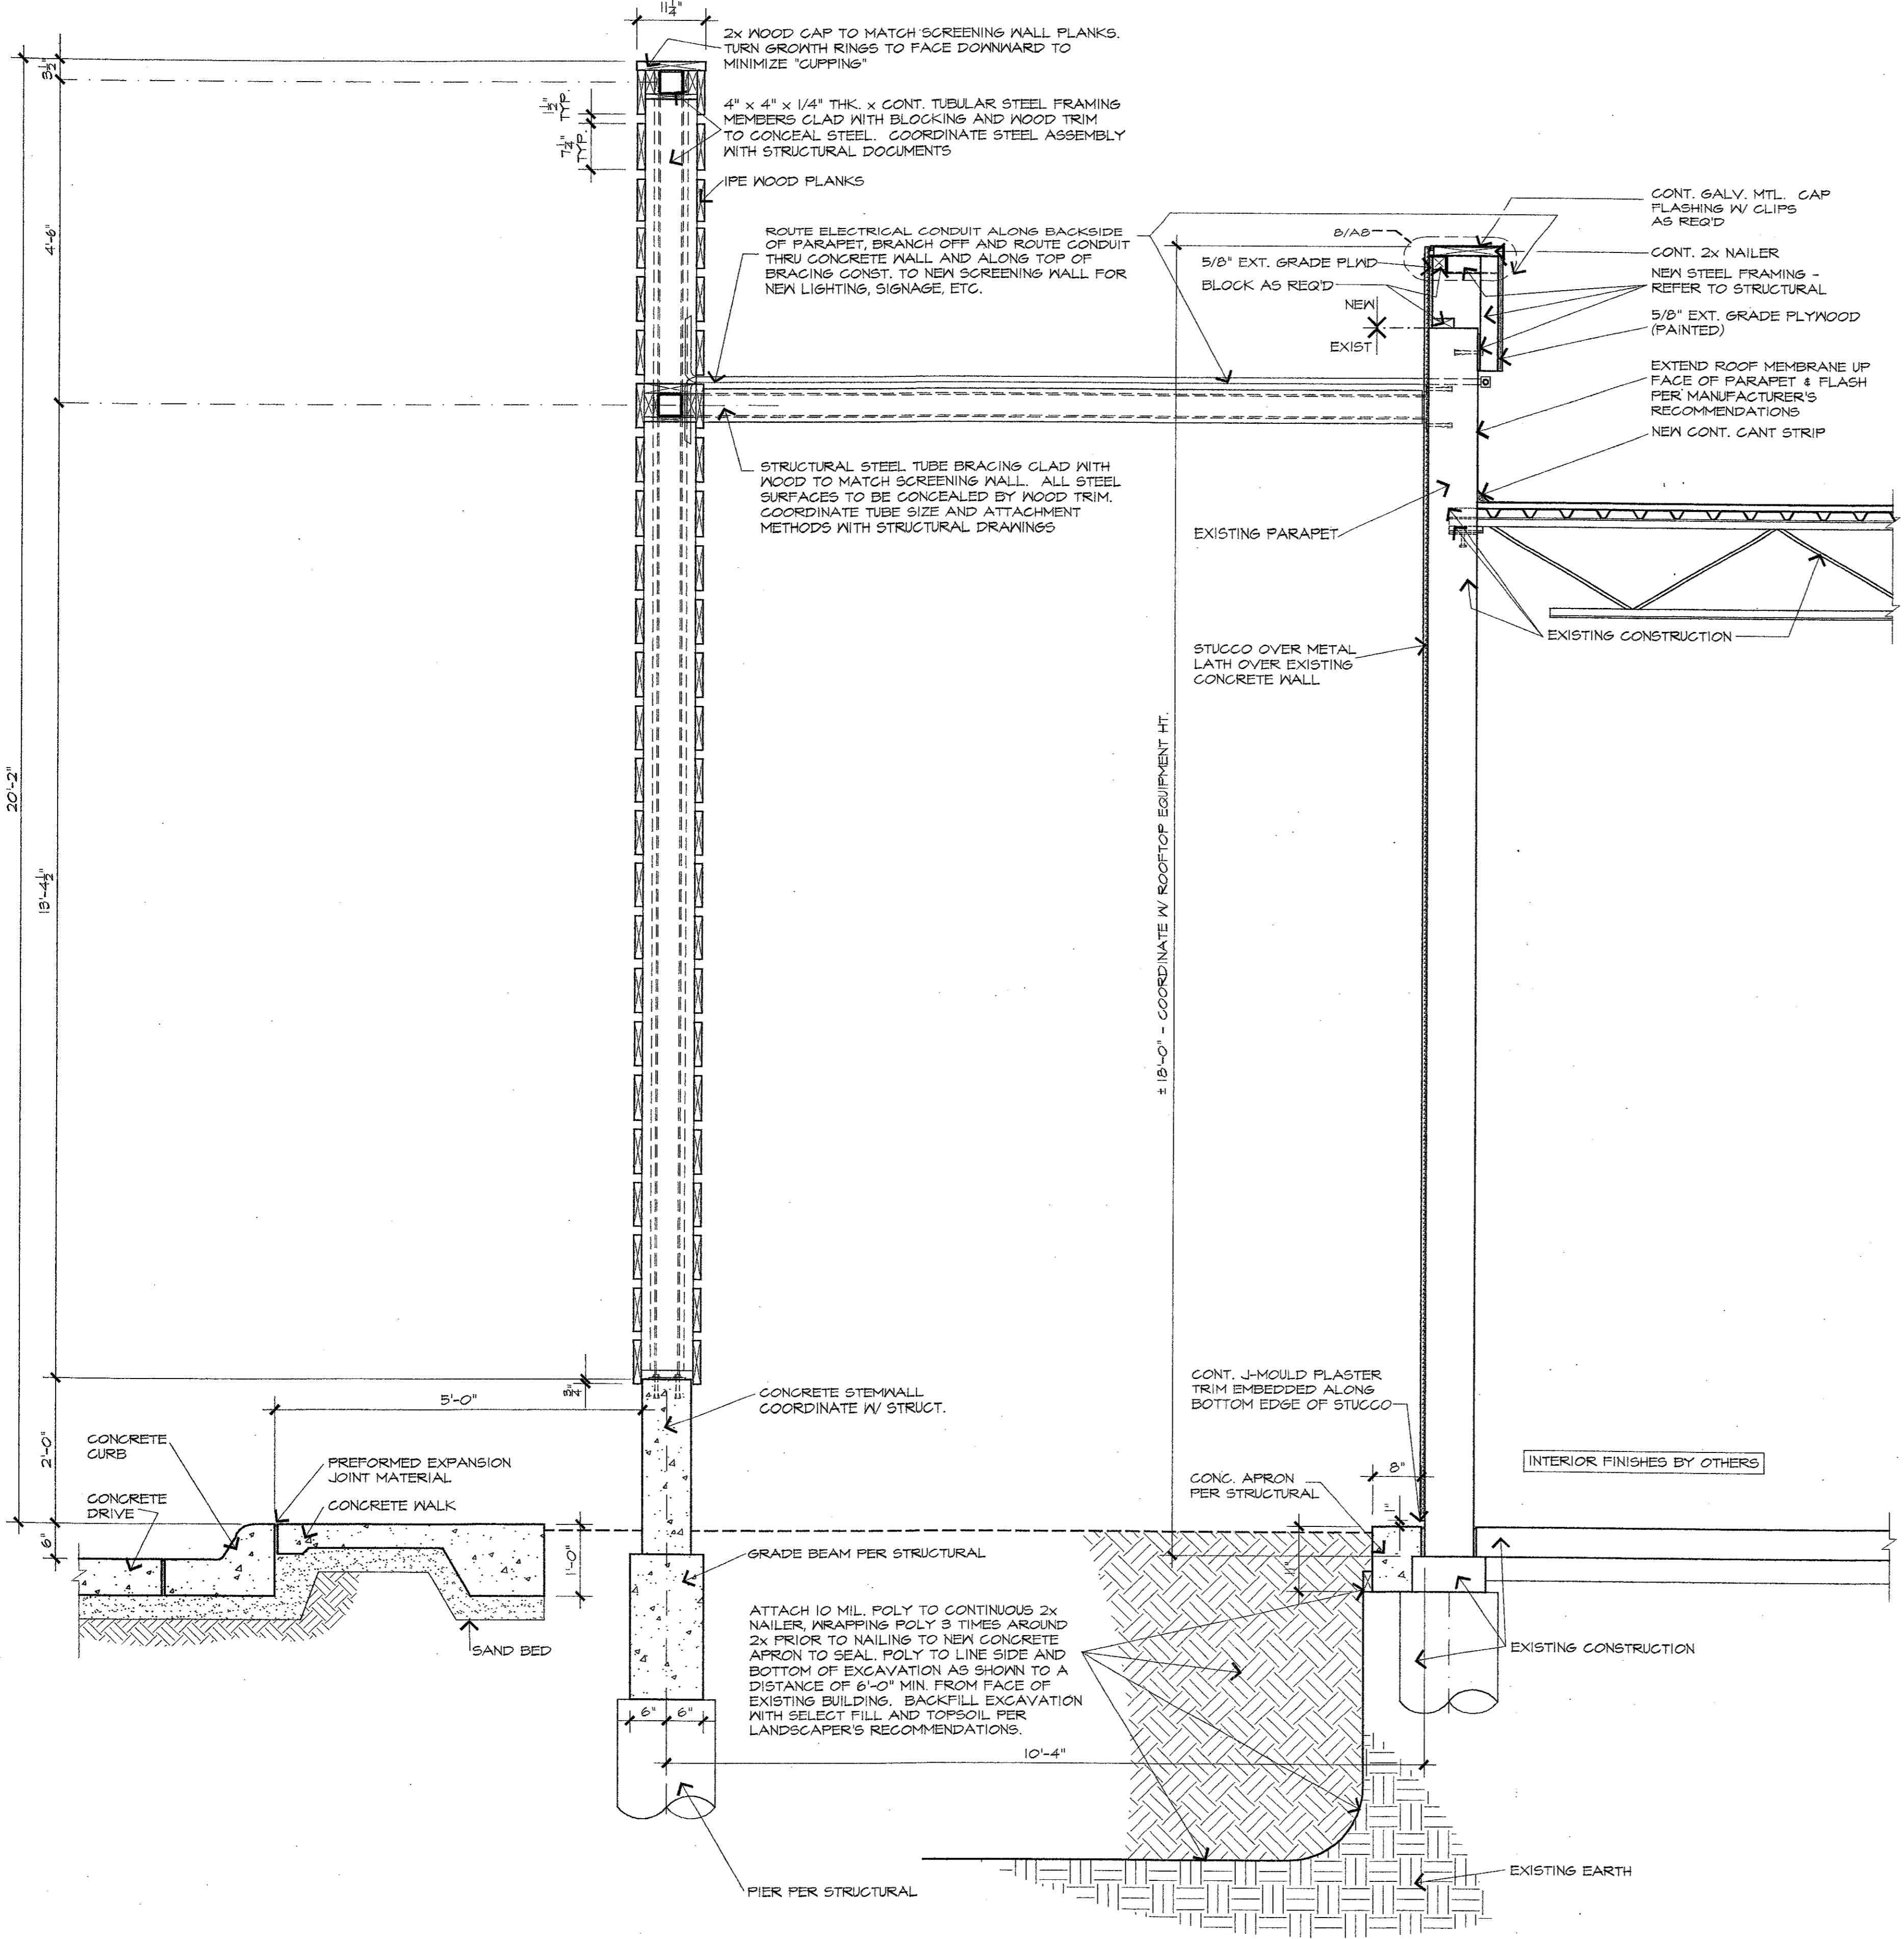 11 1/4"
2x WOOD CAP TO MATCH SCREENING WALL PLANKS.
TURN GROWTH RINGS TO FACE DOWNWARD TO
MINIMIZE "CUPPING"
3 1/2"
1 1/2"
TYP.
7 1/4"
TYP.
4" x 4" x 1/4" THK. x CONT. TUBULAR STEEL FRAMING
MEMBERS CLAD WITH BLOCKING AND WOOD TRIM
TO CONCEAL STEEL. COORDINATE STEEL ASSEMBLY
WITH STRUCTURAL DOCUMENTS
IPE WOOD PLANKS
4'-6"
ROUTE ELECTRICAL CONDUIT ALONG BACKSIDE
OF PARAPET, BRANCH OFF AND ROUTE CONDUIT
THRU CONCRETE WALL AND ALONG TOP OF
BRACING CONST. TO NEW SCREENING WALL FOR
NEW LIGHTING, SIGNAGE, ETC.
8/A8
5/8" EXT. GRADE PLWD
BLOCK AS REQ'D
NEW
EXIST
CONT. GALV. MTL. CAP
FLASHING W/ CLIPS
AS REQ'D
CONT. 2x NAILER
NEW STEEL FRAMING -
REFER TO STRUCTURAL
5/8" EXT. GRADE PLYWOOD
(PAINTED)
EXTEND ROOF MEMBRANE UP
FACE OF PARAPET & FLASH
PER MANUFACTURER'S
RECOMMENDATIONS
NEW CONT. CANT STRIP
STRUCTURAL STEEL TUBE BRACING CLAD WITH
WOOD TO MATCH SCREENING WALL. ALL STEEL
SURFACES TO BE CONCEALED BY WOOD TRIM.
COORDINATE TUBE SIZE AND ATTACHMENT
METHODS WITH STRUCTURAL DRAWINGS
EXISTING PARAPET
EXISTING CONSTRUCTION
STUCCO OVER METAL
LATH OVER EXISTING
CONCRETE WALL
20'-2"
13'-4 1/2"
± 18'-0" - COORDINATE W/ ROOFTOP EQUIPMENT HT.
3/4"
5'-0"
CONCRETE STEMWALL
COORDINATE W/ STRUCT.
CONT. J-MOULD PLASTER
TRIM EMBEDDED ALONG
BOTTOM EDGE OF STUCCO
2'-0"
CONCRETE
CURB
PREFORMED EXPANSION
JOINT MATERIAL
CONCRETE
DRIVE
CONCRETE WALK
INTERIOR FINISHES BY OTHERS
8"
CONC. APRON
PER STRUCTURAL
1"
6"
1'-0"
GRADE BEAM PER STRUCTURAL
ATTACH 10 MIL. POLY TO CONTINUOUS 2x
NAILER, WRAPPING POLY 3 TIMES AROUND
2x PRIOR TO NAILING TO NEW CONCRETE
APRON TO SEAL. POLY TO LINE SIDE AND
BOTTOM OF EXCAVATION AS SHOWN TO A
DISTANCE OF 6'-0" MIN. FROM FACE OF
EXISTING BUILDING. BACKFILL EXCAVATION
WITH SELECT FILL AND TOPSOIL PER
LANDSCAPER'S RECOMMENDATIONS.
SAND BED
EXISTING CONSTRUCTION
6" 6"
10'-4"
EXISTING EARTH
PIER PER STRUCTURAL